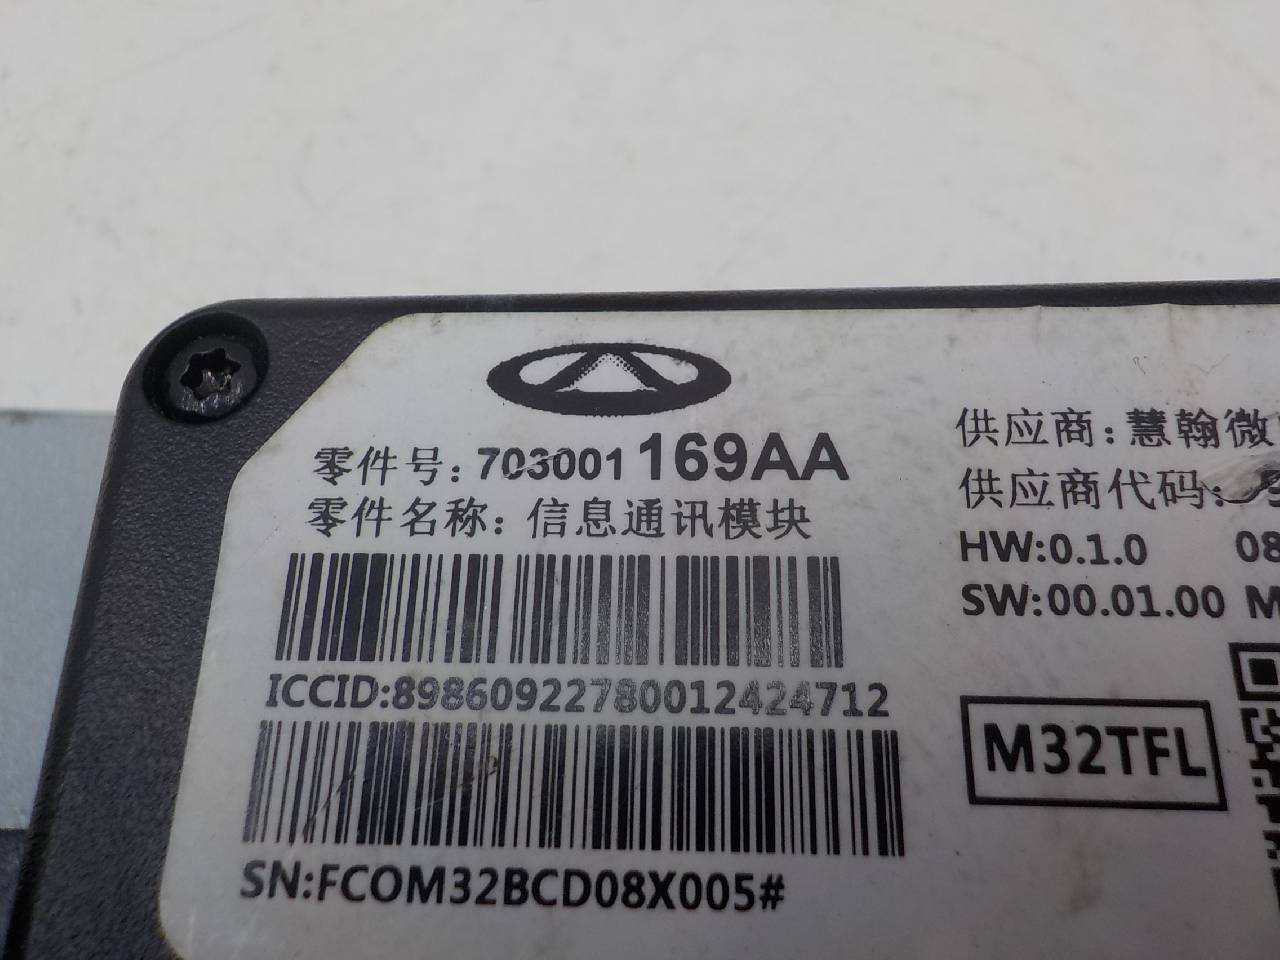 零件号: 703001169AA
零件名称: 信息通讯模块
ICCID:89860922780012424712
SN:FCOM32BCD08X005#
供应商: 慧翰微
供应商代码:
HW:0.1.0 08
SW:00.01.00 M
M32TFL